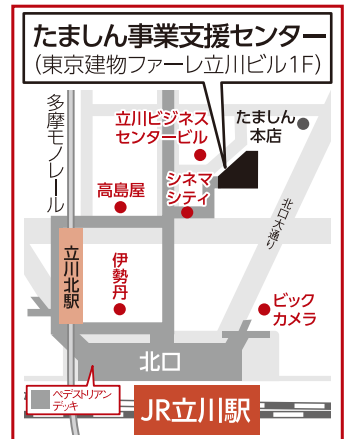 たましん事業支援センター
(東京建物ファーレ立川ビル1F)
多摩モノレール
立川ビジネス
センタービル
たましん
本店
シネマ
シティ
高島屋
北口大通り
立川北駅
伊勢丹
ビック
カメラ
北口
ペデストリアン
デッキ
JR立川駅